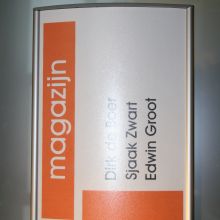 magazijn
Dirk de Boer
Sjaak Zwart
Edwin Groot